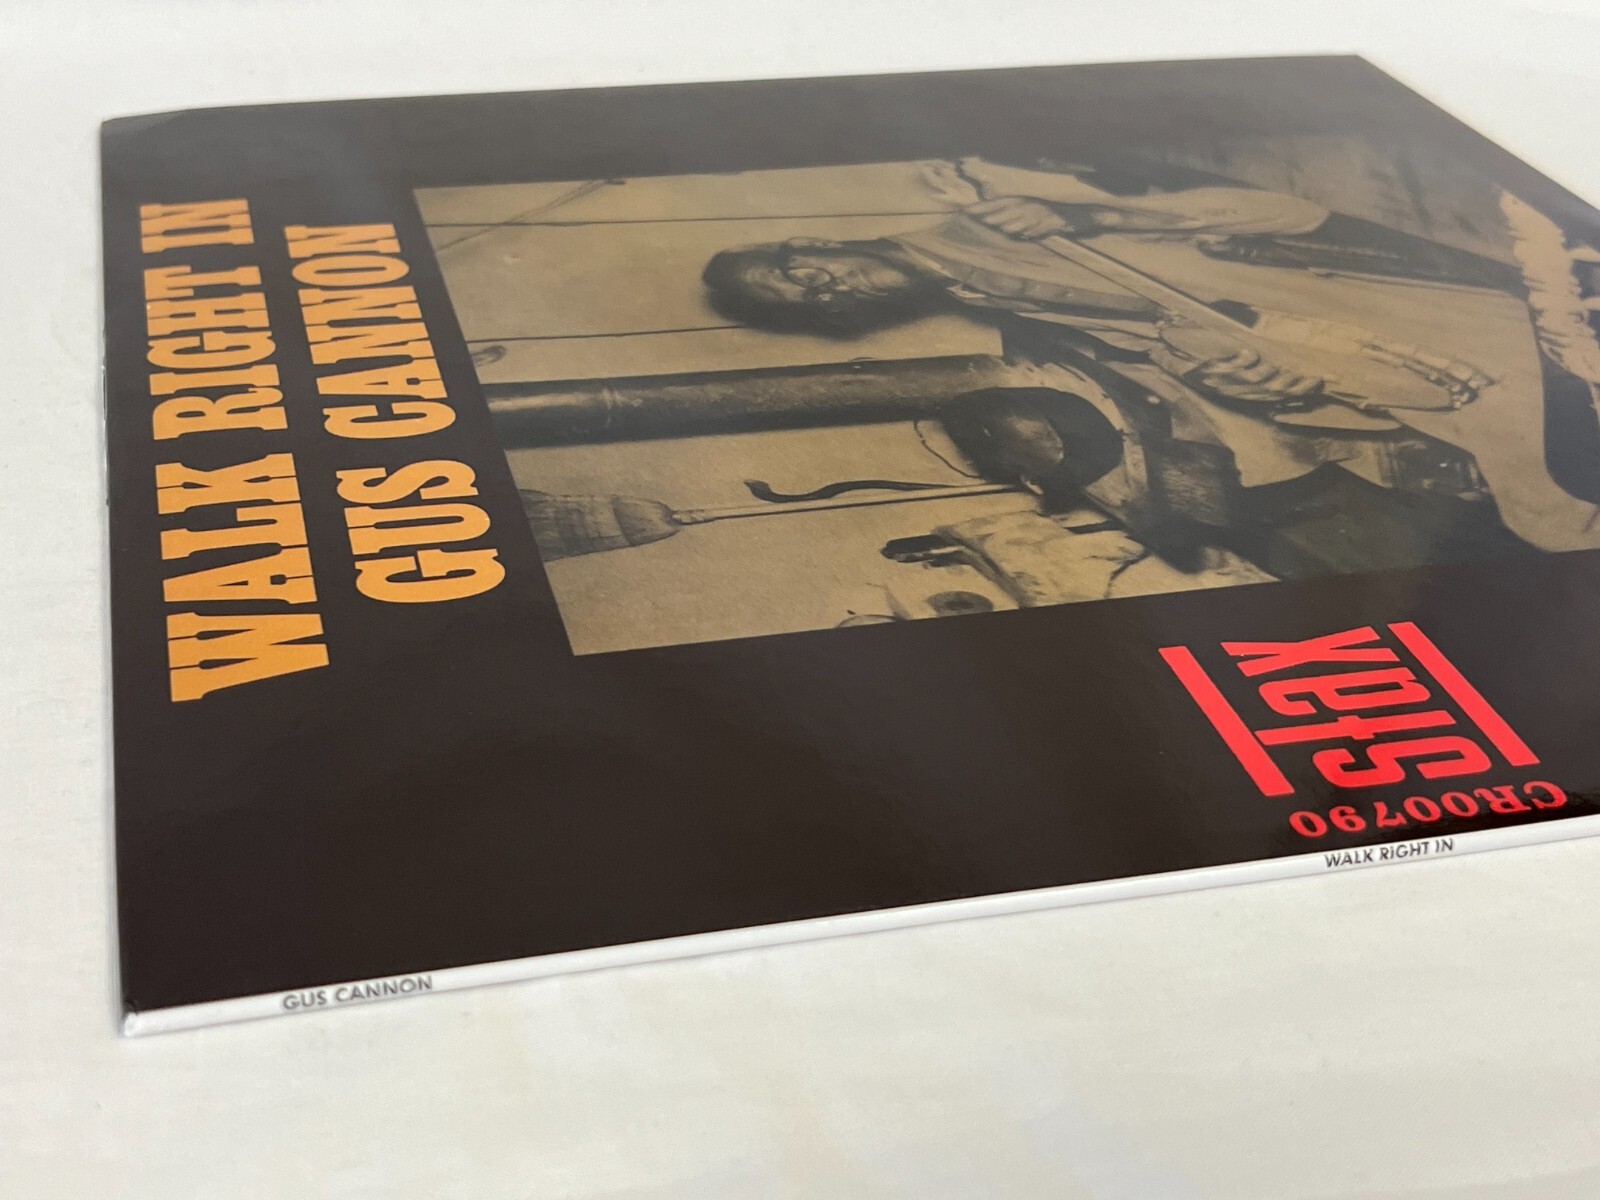 WALK RIGHT IN
GUS CANNON
Stax
CR00790
GUS CANNON
WALK RIGHT IN